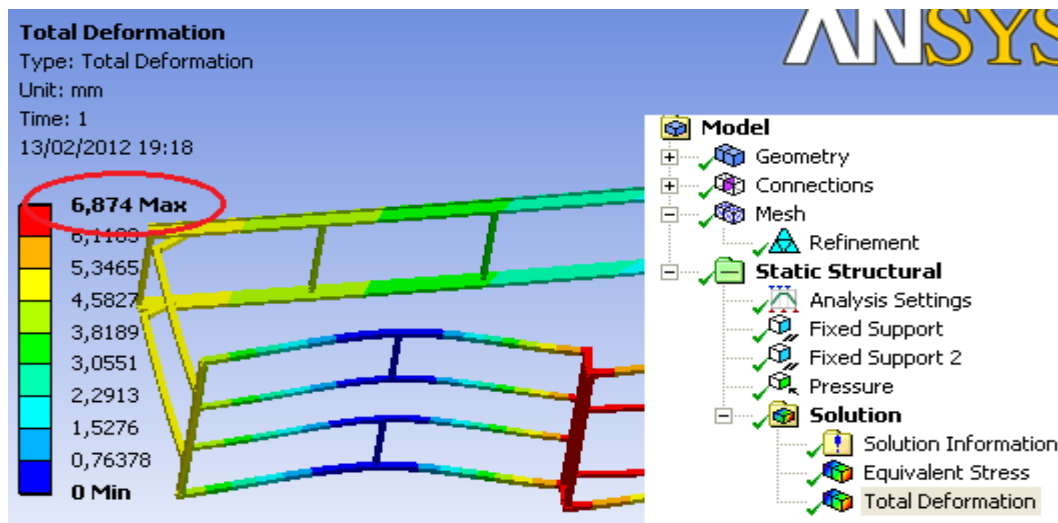 Total Deformation
Type: Total Deformation
Unit: mm
Time: 1
13/02/2012 19:18
ANSYS
6,874 Max
6,1103
5,3465
4,5827
3,8189
3,0551
2,2913
1,5276
0,76378
0 Min
Model
Geometry
Connections
Mesh
Refinement
Static Structural
Analysis Settings
Fixed Support
Fixed Support 2
Pressure
Solution
Solution Information
Equivalent Stress
Total Deformation